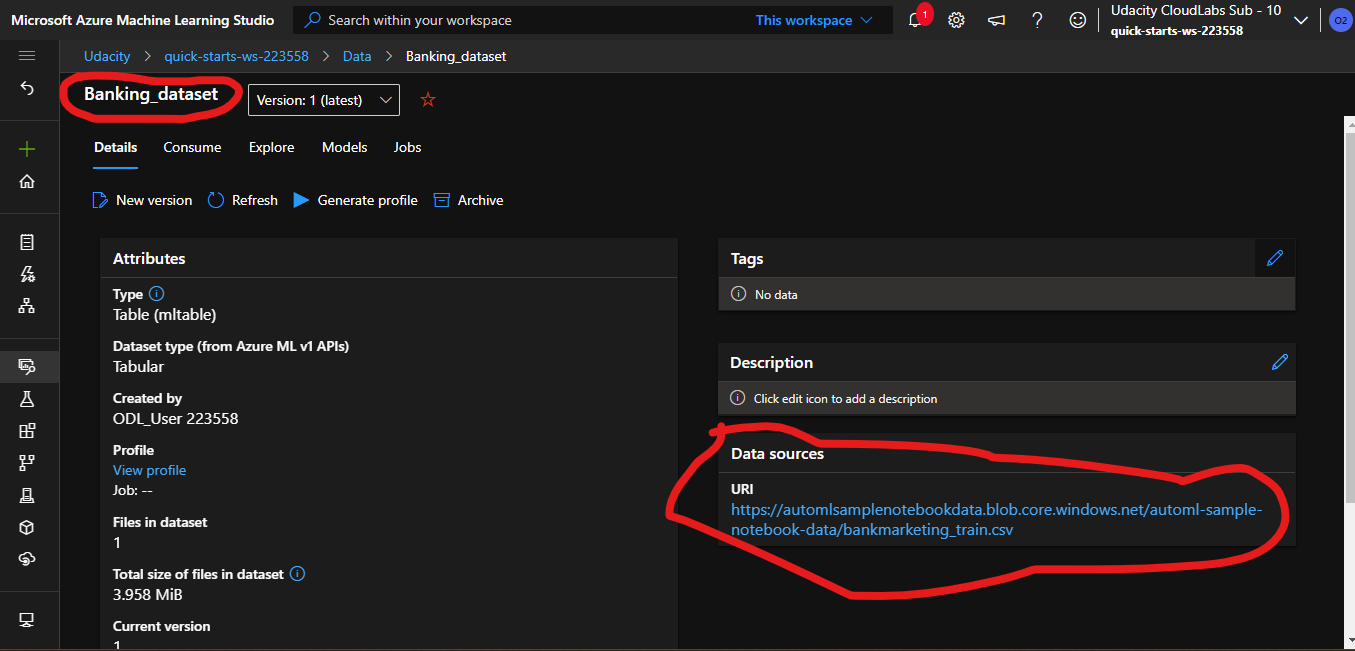 Microsoft Azure Machine Learning Studio
Search within your workspace
This workspace
1
?
Udacity CloudLabs Sub - 10
quick-starts-ws-223558
O2
Udacity > quick-starts-ws-223558 > Data > Banking_dataset
Banking_dataset
Version: 1 (latest)
Details
Consume
Explore
Models
Jobs
New version
Refresh
Generate profile
Archive
Attributes
Type
Table (mltable)
Dataset type (from Azure ML v1 APIs)
Tabular
Created by
ODL_User 223558
Profile
View profile
Job: --
Files in dataset
1
Total size of files in dataset
3.958 MiB
Current version
1
Tags
No data
Description
Click edit icon to add a description
Data sources
URI
https://automlsamplenotebookdata.blob.core.windows.net/automl-sample-
notebook-data/bankmarketing_train.csv